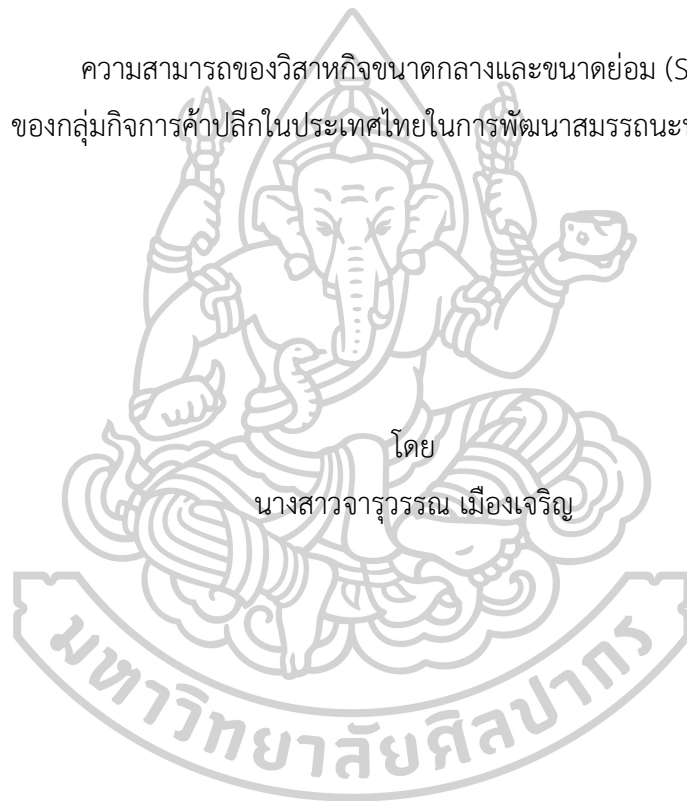 ความสามารถของวิสาหกิจขนาดกลางและขนาดย่อม (S
ของกลุ่มกิจการค้าปลีกในประเทศไทยในการพัฒนาสมรรถนะ
โดย
นางสาวจารุวรรณ เมืองเจริญ
มหาวิทยาลัยศิลปากร